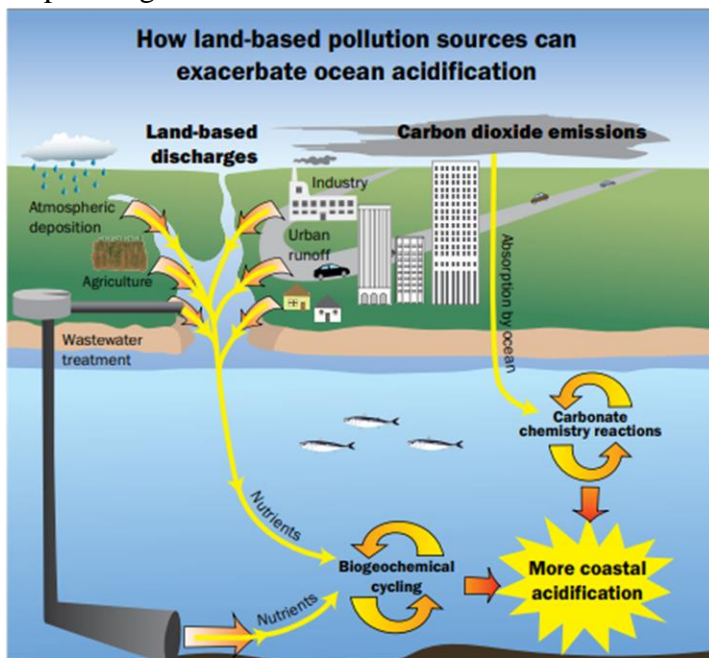 How land-based pollution sources can
exacerbate ocean acidification
Land-based
discharges
Carbon dioxide emissions
Industry
Atmospheric
deposition
Urban
runoff
Agriculture
Wastewater
treatment
Absorption by ocean
Carbonate
chemistry reactions
Nutrients
Biogeochemical
cycling
More coastal
acidification
Nutrients